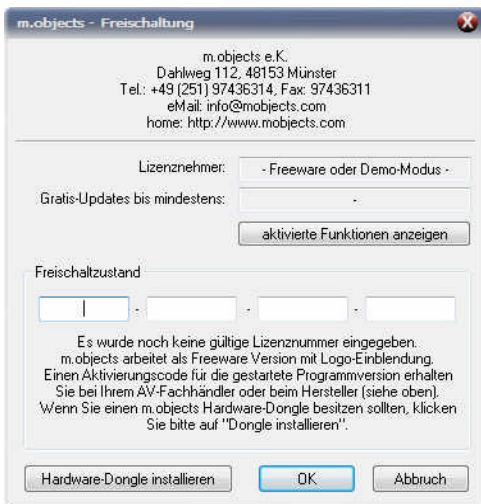 m.objects - Freischaltung
m.objects e.K.
Dahlweg 112, 48153 Münster
Tel.: +49 (251) 97436314, Fax: 97436311
eMail: info@mobjects.com
home: http://www.mobjects.com
Lizenznehmer: - Freeware oder Demo-Modus -
Gratis-Updates bis mindestens: -
aktivierte Funktionen anzeigen
Freischaltzustand
- - -
Es wurde noch keine gültige Lizenznummer eingegeben.
m.objects arbeitet als Freeware Version mit Logo-Einblendung.
Einen Aktivierungscode für die gestartete Programmversion erhalten
Sie bei Ihrem AV-Fachhändler oder beim Hersteller (siehe oben).
Wenn Sie einen m.objects Hardware-Dongle besitzen sollten, klicken
Sie bitte auf "Dongle installieren".
Hardware-Dongle installieren OK Abbruch